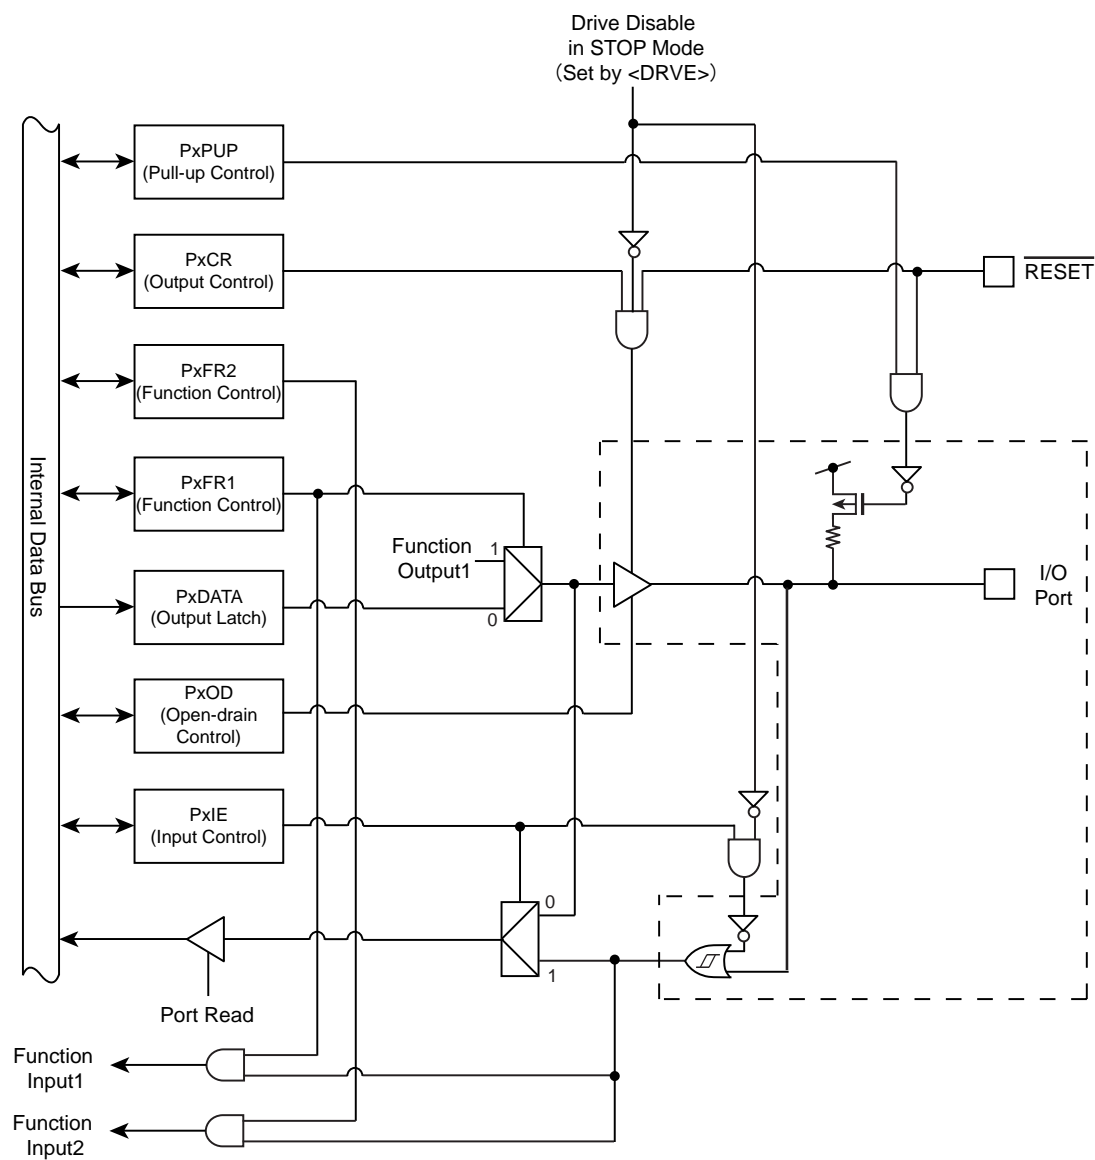 Drive Disable
in STOP Mode
(Set by <DRVE>)
PxPUP
(Pull-up Control)
PxCR
(Output Control)
RESET
PxFR2
(Function Control)
Internal Data Bus
PxFR1
(Function Control)
Function
Output1
1
0
PxDATA
(Output Latch)
I/O
Port
PxOD
(Open-drain
Control)
PxIE
(Input Control)
0
1
Port Read
Function
Input1
Function
Input2